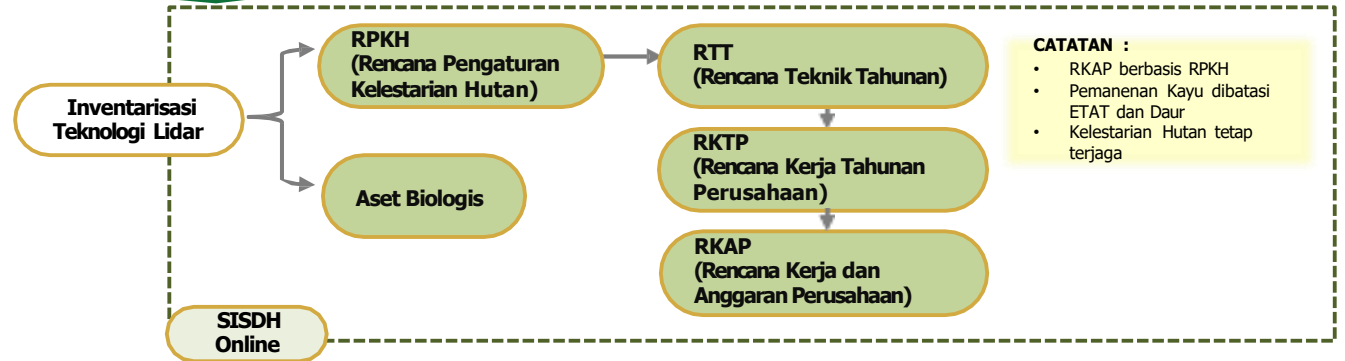 Inventarisasi
Teknologi Lidar
RPKH
(Rencana Pengaturan
Kelestarian Hutan)
Aset Biologis
RTT
(Rencana Teknik Tahunan)
RKTP
(Rencana Kerja Tahunan
Perusahaan)
RKAP
(Rencana Kerja dan
Anggaran Perusahaan)
CATATAN :
• RKAP berbasis RPKH
• Pemanenan Kayu dibatasi
ETAT dan Daur
• Kelestarian Hutan tetap
terjaga
SISDH
Online